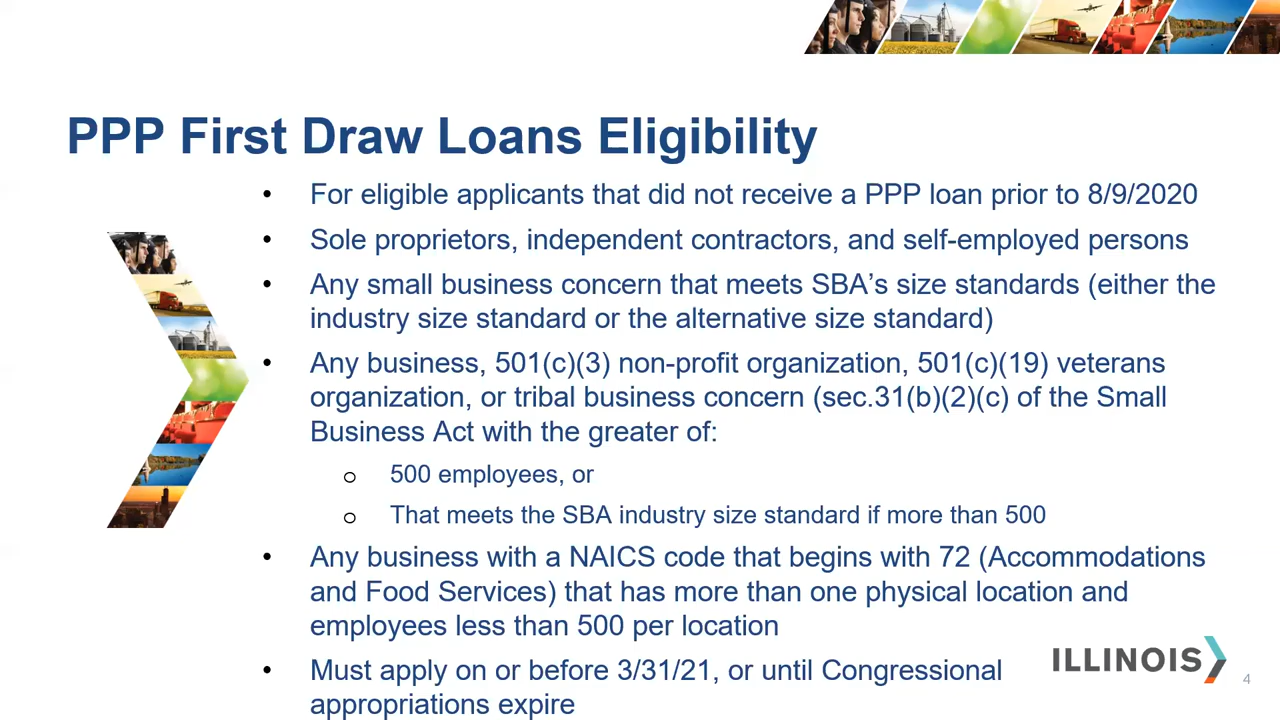 PPP First Draw Loans Eligibility
• For eligible applicants that did not receive a PPP loan prior to 8/9/2020
• Sole proprietors, independent contractors, and self-employed persons
• Any small business concern that meets SBA’s size standards (either the
industry size standard or the alternative size standard)
• Any business, 501(c)(3) non-profit organization, 501(c)(19) veterans
organization, or tribal business concern (sec.31(b)(2)(c) of the Small
Business Act with the greater of:
o 500 employees, or
o That meets the SBA industry size standard if more than 500
• Any business with a NAICS code that begins with 72 (Accommodations
and Food Services) that has more than one physical location and
employees less than 500 per location
• Must apply on or before 3/31/21, or until Congressional
appropriations expire
ILLINOIS
4